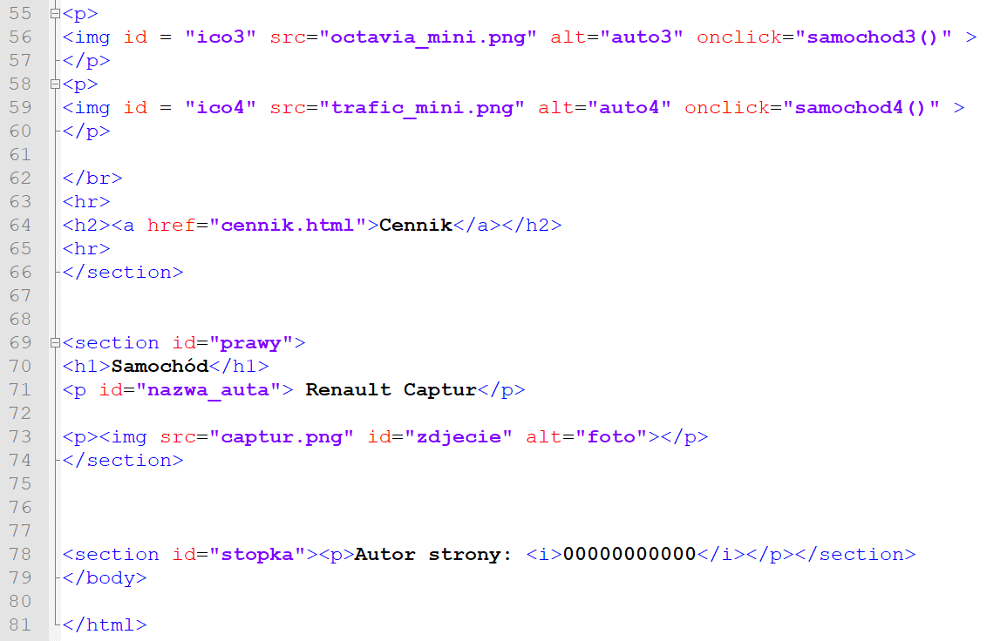 55 <p>
56 <img id = "ico3" src="octavia_mini.png" alt="auto3" onclick="samochod3()" >
57 </p>
58 <p>
59 <img id = "ico4" src="trafic_mini.png" alt="auto4" onclick="samochod4()" >
60 </p>
61
62 </br>
63 <hr>
64 <h2><a href="cennik.html">Cennik</a></h2>
65 <hr>
66 </section>
67
68
69 <section id="prawy">
70 <h1>Samochód</h1>
71 <p id="nazwa_auta"> Renault Captur</p>
72
73 <p><img src="captur.png" id="zdjecie" alt="foto"></p>
74 </section>
75
76
77
78 <section id="stopka"><p>Autor strony: <i>00000000000</i></p></section>
79 </body>
80
81 </html>